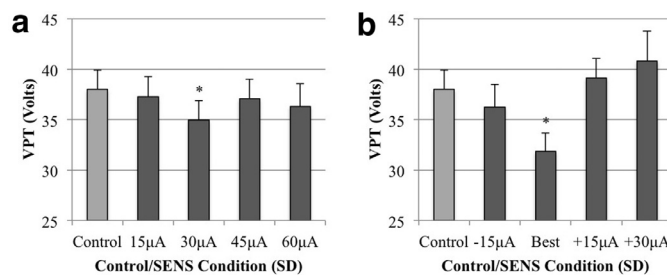 a
45
40
35
30
25
VPT (Volts)
*
Control 15µA 30µA 45µA 60µA
Control/SENS Condition (SD)
b
45
40
35
30
25
VPT (Volts)
*
Control -15µA Best +15µA +30µA
Control/SENS Condition (SD)